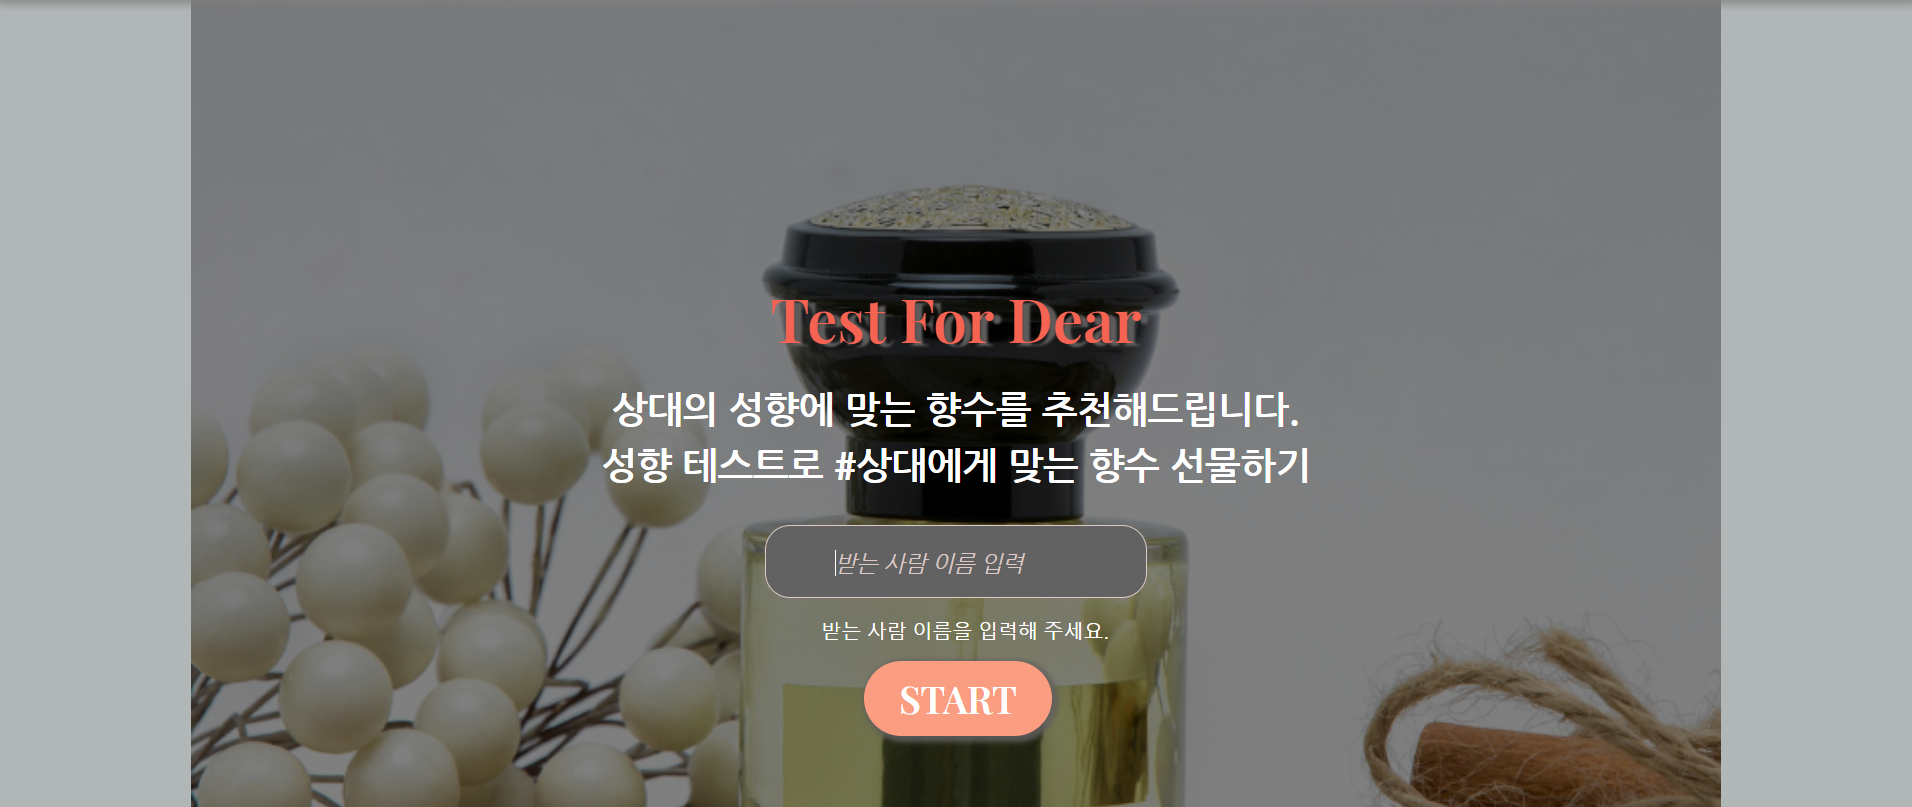 Test For Dear
상대의 성향에 맞는 향수를 추천해드립니다.
성향 테스트로 #상대에게 맞는 향수 선물하기
받는 사람 이름 입력
받는 사람 이름을 입력해 주세요.
START